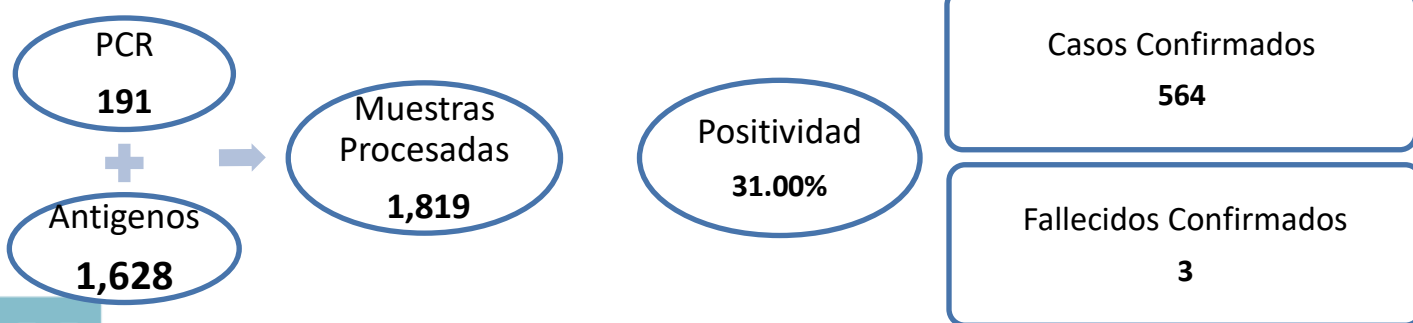 PCR
191
Antigenos
1,628
Muestras
Procesadas
1,819
Positividad
31.00%
Casos Confirmados
564
Fallecidos Confirmados
3